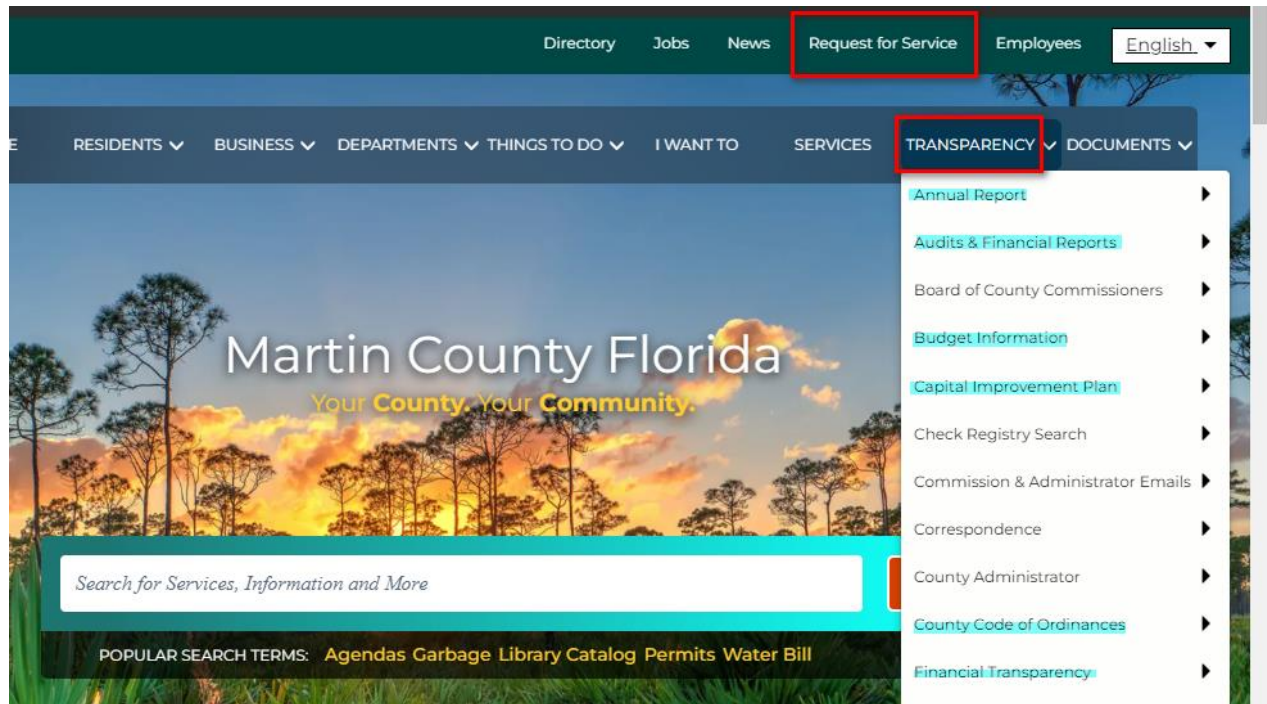 Directory Jobs News Request for Service Employees English
E RESIDENTS BUSINESS DEPARTMENTS THINGS TO DO I WANT TO SERVICES TRANSPARENCY DOCUMENTS
Annual Report
Audits & Financial Reports
Board of County Commissioners
Budget Information
Capital Improvement Plan
Check Registry Search
Commission & Administrator Emails
Correspondence
County Administrator
County Code of Ordinances
Financial Transparency
Martin County Florida
Your County. Your Community.
Search for Services, Information and More
POPULAR SEARCH TERMS: Agendas Garbage Library Catalog Permits Water Bill